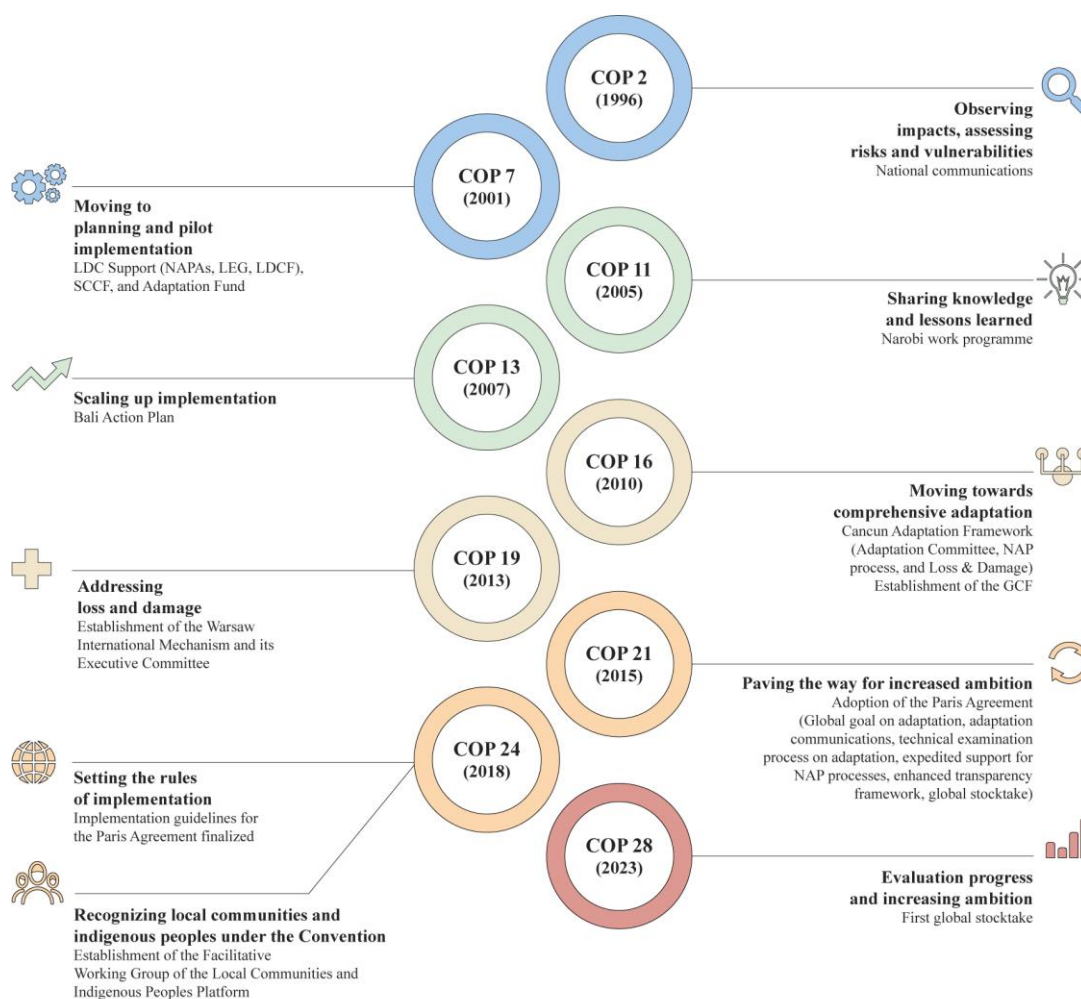 COP 2
(1996)
Observing
impacts, assessing
risks and vulnerabilities
National communications
COP 7
(2001)
Moving to
planning and pilot
implementation
LDC Support (NAPAs, LEG, LDCF),
SCCF, and Adaptation Fund
COP 11
(2005)
Sharing knowledge
and lessons learned
Narobi work programme
COP 13
(2007)
Scaling up implementation
Bali Action Plan
COP 16
(2010)
Moving towards
comprehensive adaptation
Cancun Adaptation Framework
(Adaptation Committee, NAP
process, and Loss & Damage)
Establishment of the GCF
COP 19
(2013)
Addressing
loss and damage
Establishment of the Warsaw
International Mechanism and its
Executive Committee
COP 21
(2015)
Paving the way for increased ambition
Adoption of the Paris Agreement
(Global goal on adaptation, adaptation
communications, technical examination
process on adaptation, expedited support for
NAP processes, enhanced transparency
framework, global stocktake)
COP 24
(2018)
Setting the rules
of implementation
Implementation guidelines for
the Paris Agreement finalized
Recognizing local communities and
indigenous peoples under the Convention
Establishment of the Facilitative
Working Group of the Local Communities and
Indigenous Peoples Platform
COP 28
(2023)
Evaluation progress
and increasing ambition
First global stocktake